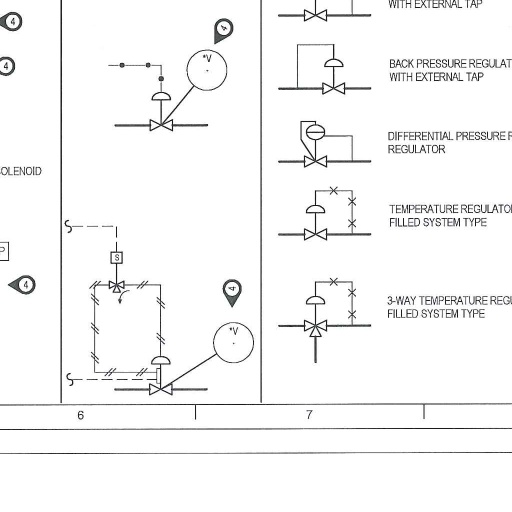 4
4
OLENOID
P
4
4
*V
S
4
*V
WITH EXTERNAL TAP
BACK PRESSURE REGULAT
WITH EXTERNAL TAP
DIFFERENTIAL PRESSURE R
REGULATOR
TEMPERATURE REGULATO
FILLED SYSTEM TYPE
3-WAY TEMPERATURE REGU
FILLED SYSTEM TYPE
6
7